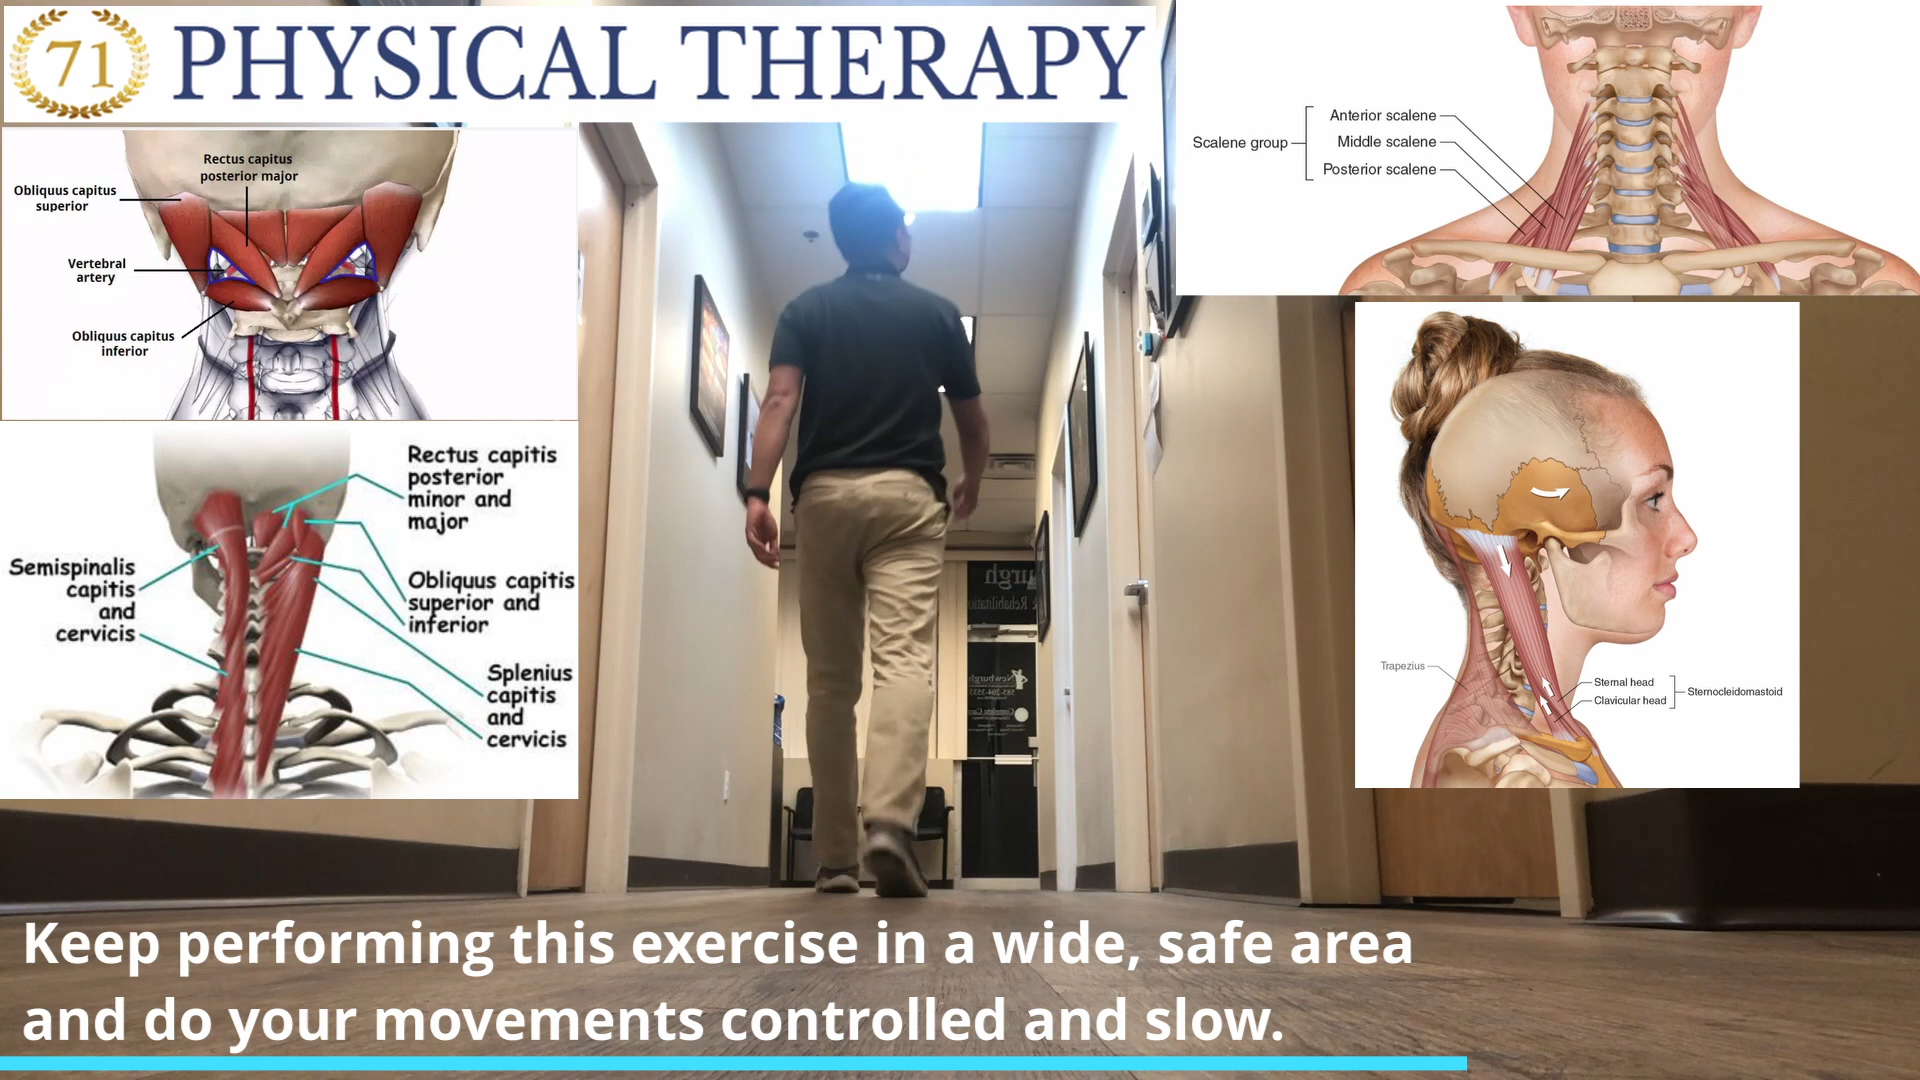 71 PHYSICAL THERAPY
Rectus capitus
posterior major
Obliquus capitus
superior
Vertebral
artery
Obliquus capitus
inferior
Rectus capitis
posterior
minor and
major
Semispinalis
capitis
and
cervicis
Obliquus capitis
superior and
inferior
Splenius
capitis
and
cervicis
Scalene group
Anterior scalene
Middle scalene
Posterior scalene
Trapezius
Sternal head
Clavicular head
Sternocleidomastoid
Keep performing this exercise in a wide, safe area
and do your movements controlled and slow.